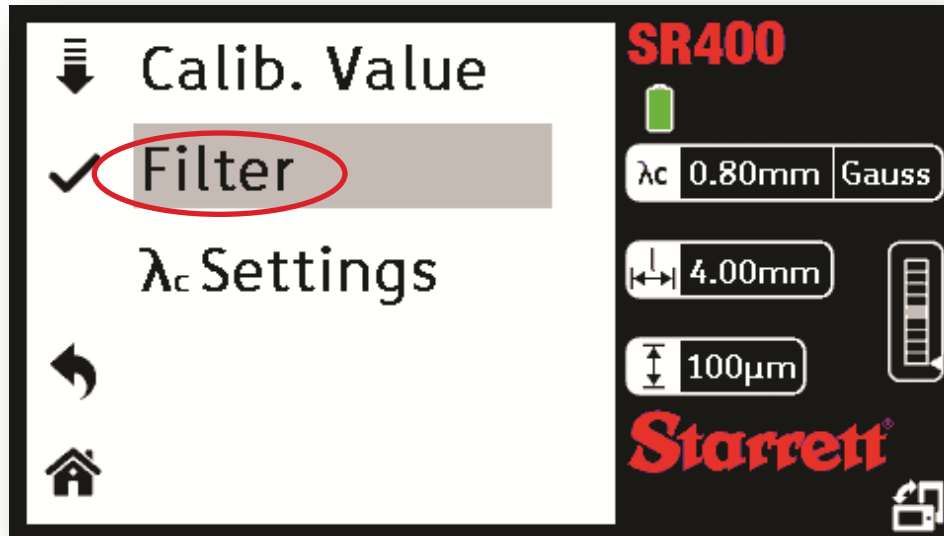 Calib. Value
Filter
λc Settings
SR400
λc 0.80mm Gauss
l 4.00mm
100µm
Starrett®